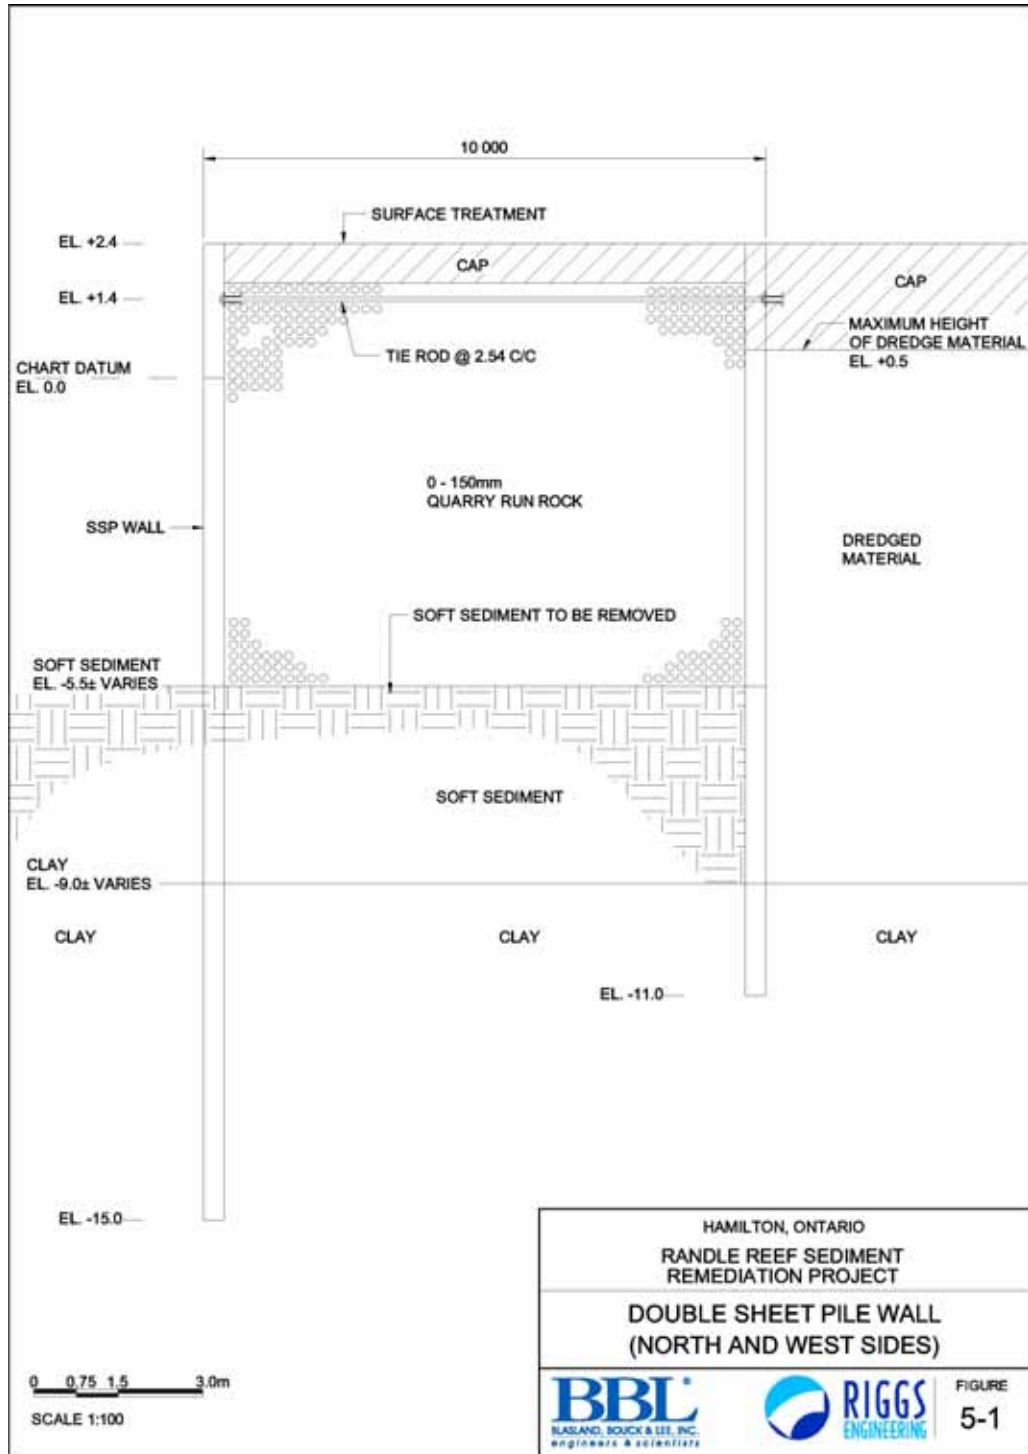 10 000
SURFACE TREATMENT
EL. +2.4
CAP
CAP
EL. +1.4
MAXIMUM HEIGHT
OF DREDGE MATERIAL
EL. +0.5
TIE ROD @ 2.54 C/C
CHART DATUM
EL. 0.0
0 - 150mm
QUARRY RUN ROCK
SSP WALL
DREDGED
MATERIAL
SOFT SEDIMENT TO BE REMOVED
SOFT SEDIMENT
EL. -5.5± VARIES
SOFT SEDIMENT
CLAY
EL. -9.0± VARIES
CLAY
CLAY
CLAY
EL. -11.0
EL. -15.0
HAMILTON, ONTARIO
RANDLE REEF SEDIMENT
REMEDIATION PROJECT
DOUBLE SHEET PILE WALL
(NORTH AND WEST SIDES)
0 0.75 1.5 3.0m
SCALE 1:100
BBL®
BLASLAND, BOUCK & LEE, INC.
engineers & scientists
RIGGS
ENGINEERING
FIGURE
5-1